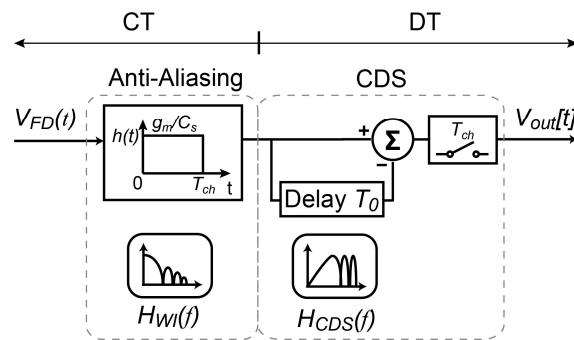 CT
DT
Anti-Aliasing
CDS
V_FD(t)
h(t)
g_m/C_s
0
T_ch
t
+
Σ
−
T_ch
V_out[t]
Delay T_0
H_WI(f)
H_CDS(f)